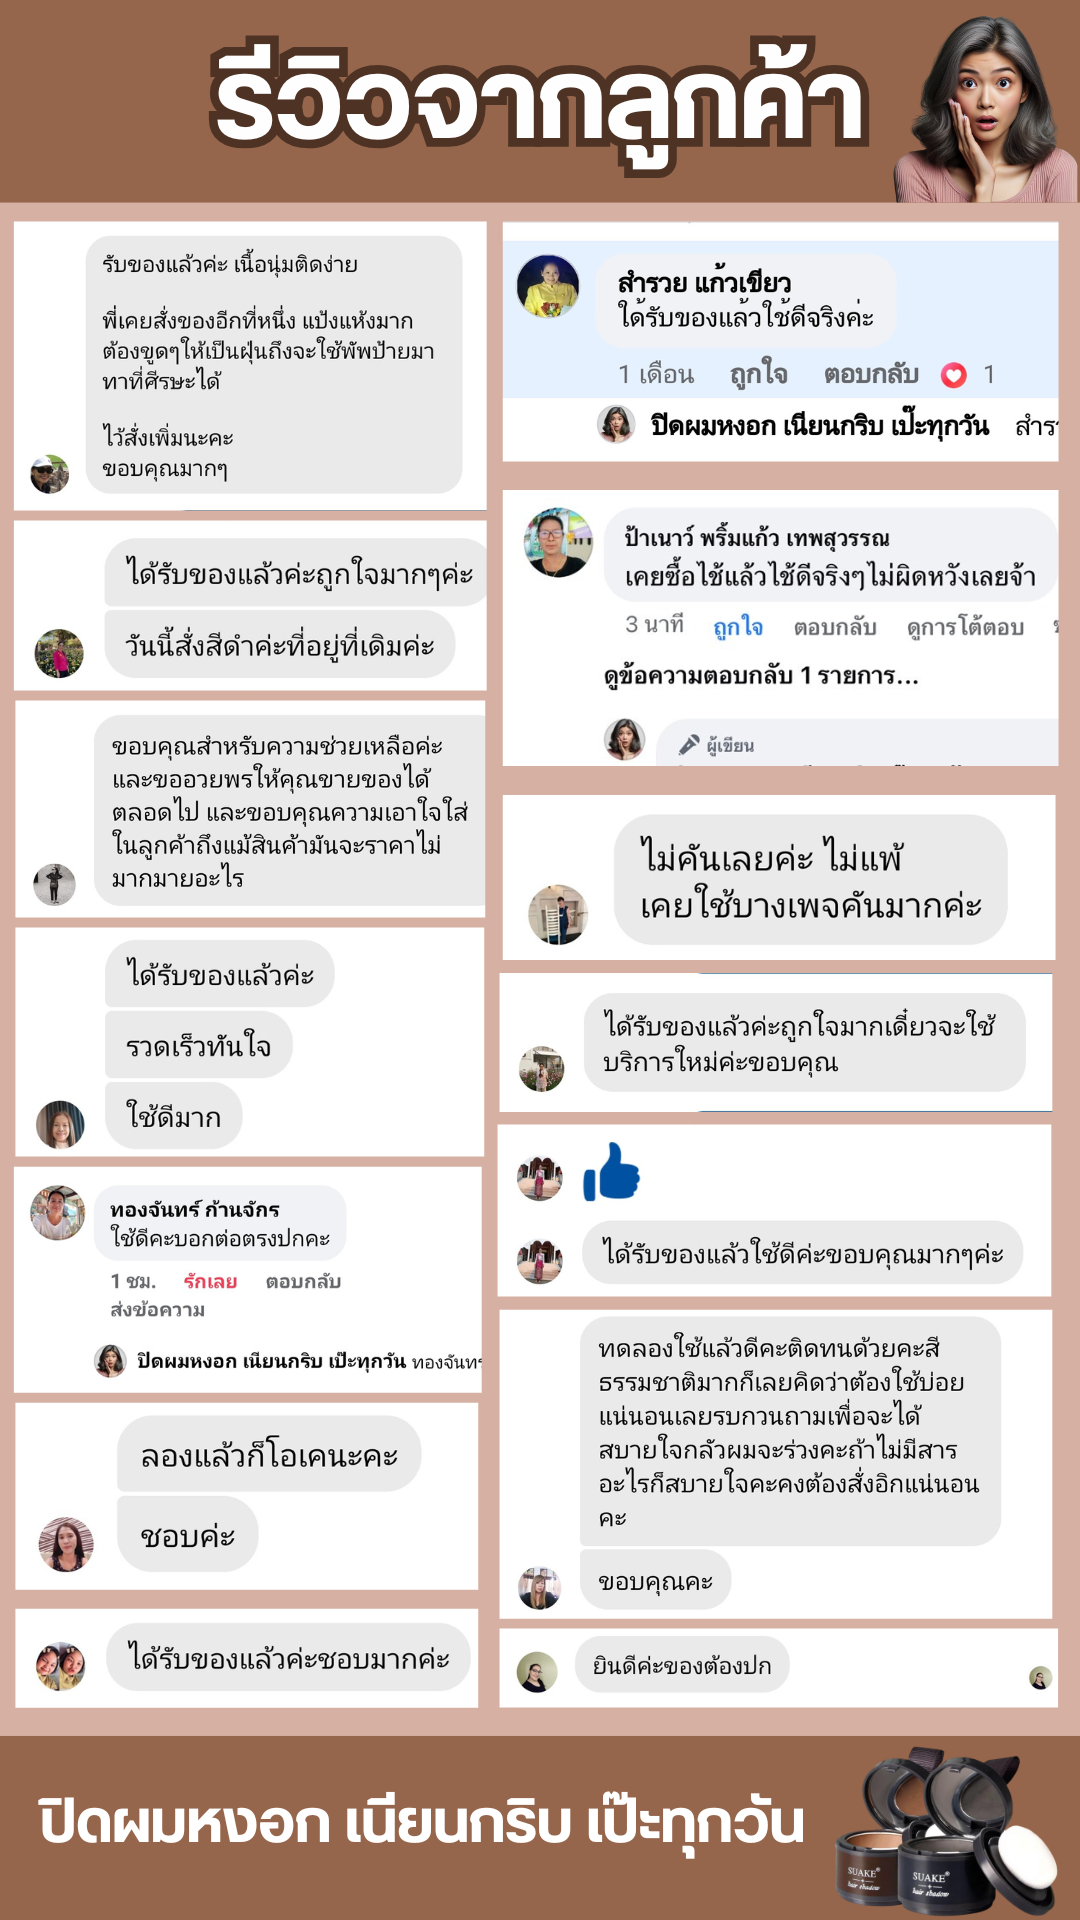 รีวิวจากลูกค้า
รับของแล้วค่ะ เนื้อนุ่มติดง่าย
พี่เคยสั่งของอีกที่หนึ่ง แป้งแห้งมาก
ต้องขูดๆให้เป็นฝุ่นถึงจะใช้พัพป้ายมา
ทาที่ศีรษะได้
ไว้สั่งเพิ่มนะคะ
ขอบคุณมากๆ
ได้รับของแล้วค่ะถูกใจมากๆค่ะ
วันนี้สั่งสีดำค่ะที่อยู่ที่เดิมค่ะ
ขอบคุณสำหรับความช่วยเหลือค่ะ
และขออวยพรให้คุณขายของได้
ตลอดไป และขอบคุณความเอาใจใส่
ในลูกค้าถึงแม้สินค้ามันจะราคาไม่
มากมายอะไร
ได้รับของแล้วค่ะ
รวดเร็วทันใจ
ใช้ดีมาก
ทองจันทร์ ก้านจักร
ใช้ดีคะบอกต่อตรงปกคะ
1 ชม. รักเลย ตอบกลับ
ส่งข้อความ
ปิดผมหงอก เนียนกริบ เป๊ะทุกวัน ทองจันทร
ลองแล้วก็โอเคนะคะ
ชอบค่ะ
ได้รับของแล้วค่ะชอบมากค่ะ
สำรวย แก้วเขียว
ใด้รับของแล้วใช้ดีจริงค่ะ
1 เดือน ถูกใจ ตอบกลับ 1
ปิดผมหงอก เนียนกริบ เป๊ะทุกวัน สำร
ป้าเนาว์ พริ้มแก้ว เทพสุวรรณ
เคยซื้อไช้แล้วไช้ดีจริงๆไม่ผิดหวังเลยจ้า
3 นาที ถูกใจ ตอบกลับ ดูการโต้ตอบ
ดูข้อความตอบกลับ 1 รายการ...
ผู้เขียน
ไม่คันเลยค่ะ ไม่แพ้
เคยใช้บางเพจคันมากค่ะ
ได้รับของแล้วค่ะถูกใจมากเดี๋ยวจะใช้
บริการใหม่ค่ะขอบคุณ
ได้รับของแล้วใช้ดีค่ะขอบคุณมากๆค่ะ
ทดลองใช้แล้วดีคะติดทนด้วยคะสี
ธรรมชาติมากก็เลยคิดว่าต้องใช้บ่อย
แน่นอนเลยรบกวนถามเพื่อจะได้
สบายใจกลัวผมจะร่วงคะถ้าไม่มีสาร
อะไรก็สบายใจคะคงต้องสั่งอิกแน่นอน
คะ
ขอบคุณคะ
ยินดีค่ะของต้องปก
ปิดผมหงอก เนียนกริบ เป๊ะทุกวัน
SUAKE®
hair shadow
SUAKE®
hair shadow